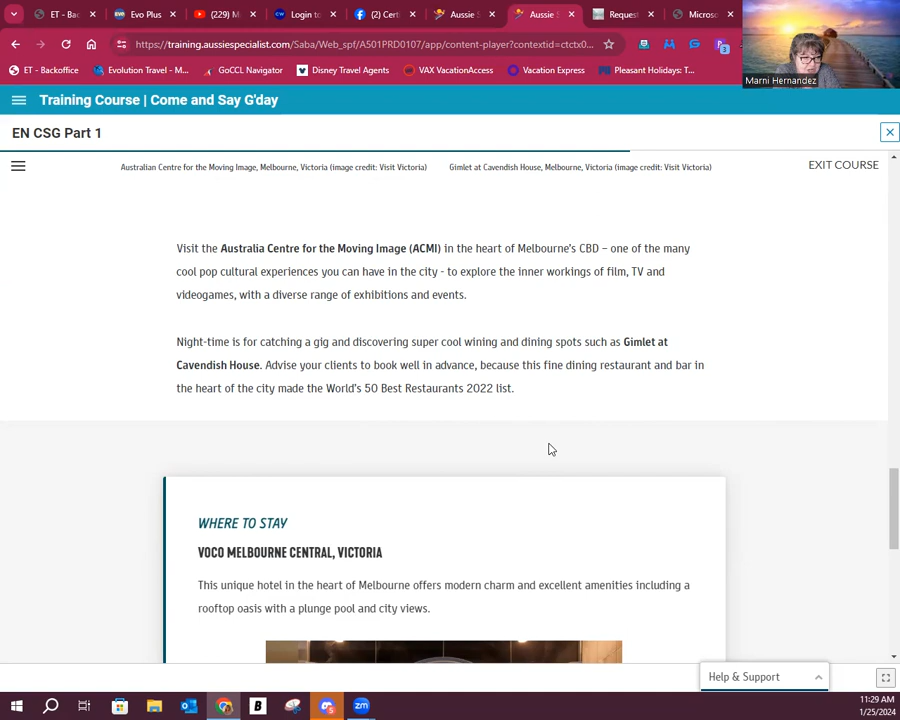 ET - Bac
Evo Plus
(229) M
Login to
(2) Cert
Aussie S
Aussie S
Request
Microso
https://training.aussiespecialist.com/Saba/Web_spf/A501PRD0107/app/content-player?contextid=ctctx0...
3
ET - Backoffice
Evolution Travel - M...
GoCCL Navigator
Disney Travel Agents
VAX VacationAccess
Vacation Express
Pleasant Holidays: T...
Marni Hernandez
Training Course | Come and Say G'day
EN CSG Part 1
Australian Centre for the Moving Image, Melbourne, Victoria (image credit: Visit Victoria)
Gimlet at Cavendish House, Melbourne, Victoria (image credit: Visit Victoria)
EXIT COURSE
Visit the Australia Centre for the Moving Image (ACMI) in the heart of Melbourne's CBD – one of the many
cool pop cultural experiences you can have in the city - to explore the inner workings of film, TV and
videogames, with a diverse range of exhibitions and events.
Night-time is for catching a gig and discovering super cool wining and dining spots such as Gimlet at
Cavendish House. Advise your clients to book well in advance, because this fine dining restaurant and bar in
the heart of the city made the World's 50 Best Restaurants 2022 list.
WHERE TO STAY
VOCO MELBOURNE CENTRAL, VICTORIA
This unique hotel in the heart of Melbourne offers modern charm and excellent amenities including a
rooftop oasis with a plunge pool and city views.
Help & Support
B
zm
11:29 AM
1/25/2024